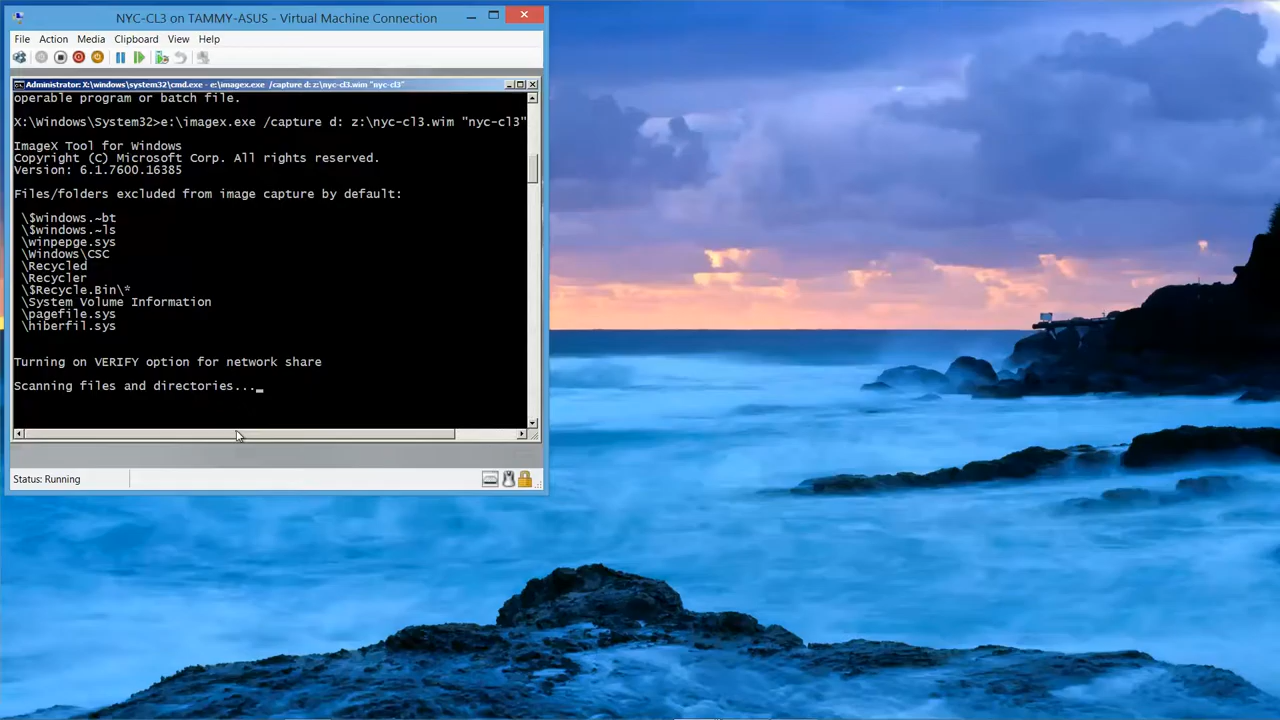 NYC-CL3 on TAMMY-ASUS - Virtual Machine Connection
File Action Media Clipboard View Help
Administrator: X:\windows\system32\cmd.exe - e:\imagex.exe /capture d: z:\nyc-cl3.wim "nyc-cl3"
operable program or batch file.
X:\Windows\System32>e:\imagex.exe /capture d: z:\nyc-cl3.wim "nyc-cl3"
ImageX Tool for Windows
Copyright (C) Microsoft Corp. All rights reserved.
Version: 6.1.7600.16385
Files/folders excluded from image capture by default:
\$windows.~bt
\$windows.~ls
\winpepge.sys
\Windows\CSC
\Recycled
\Recycler
\$Recycle.Bin\*
\System Volume Information
\pagefile.sys
\hiberfil.sys
Turning on VERIFY option for network share
Scanning files and directories..._
Status: Running